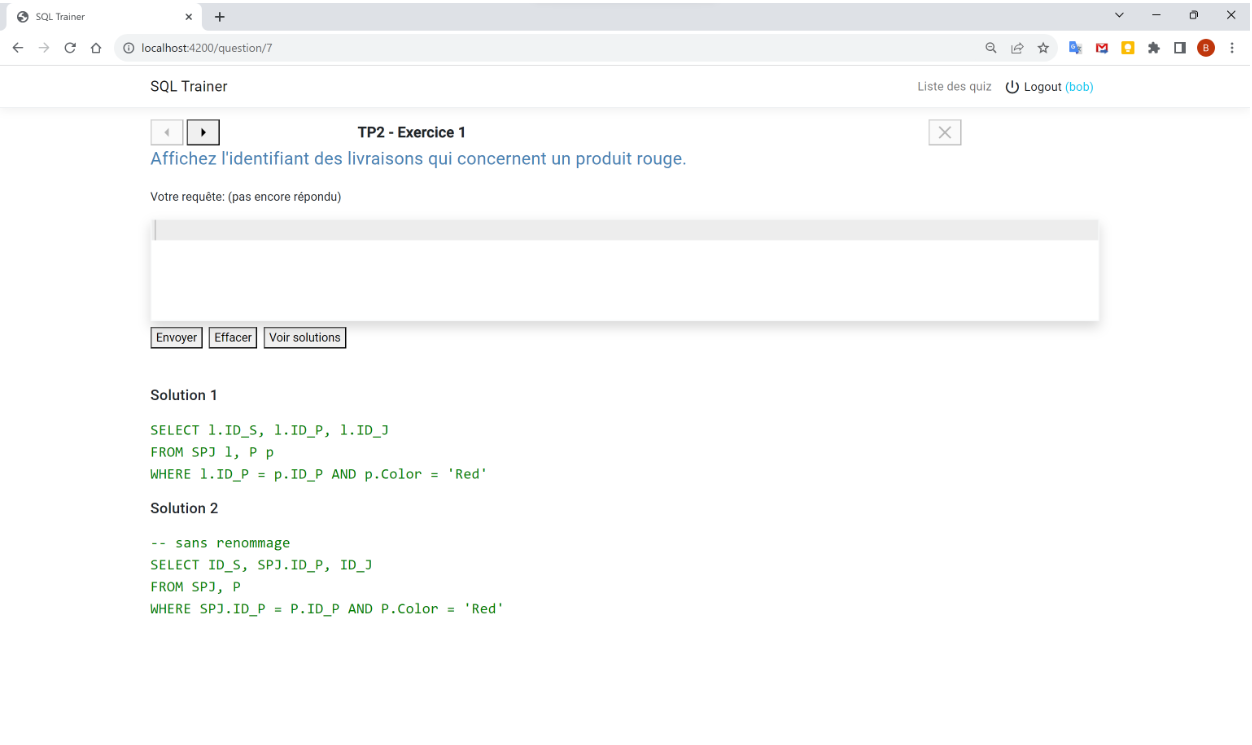 SQL Trainer
localhost:4200/question/7
B
SQL Trainer
Liste des quiz
Logout (bob)
TP2 - Exercice 1
Affichez l'identifiant des livraisons qui concernent un produit rouge.
Votre requête: (pas encore répondu)
Envoyer Effacer Voir solutions
Solution 1
SELECT l.ID_S, l.ID_P, l.ID_J
FROM SPJ l, P p
WHERE l.ID_P = p.ID_P AND p.Color = 'Red'
Solution 2
-- sans renommage
SELECT ID_S, SPJ.ID_P, ID_J
FROM SPJ, P
WHERE SPJ.ID_P = P.ID_P AND P.Color = 'Red'